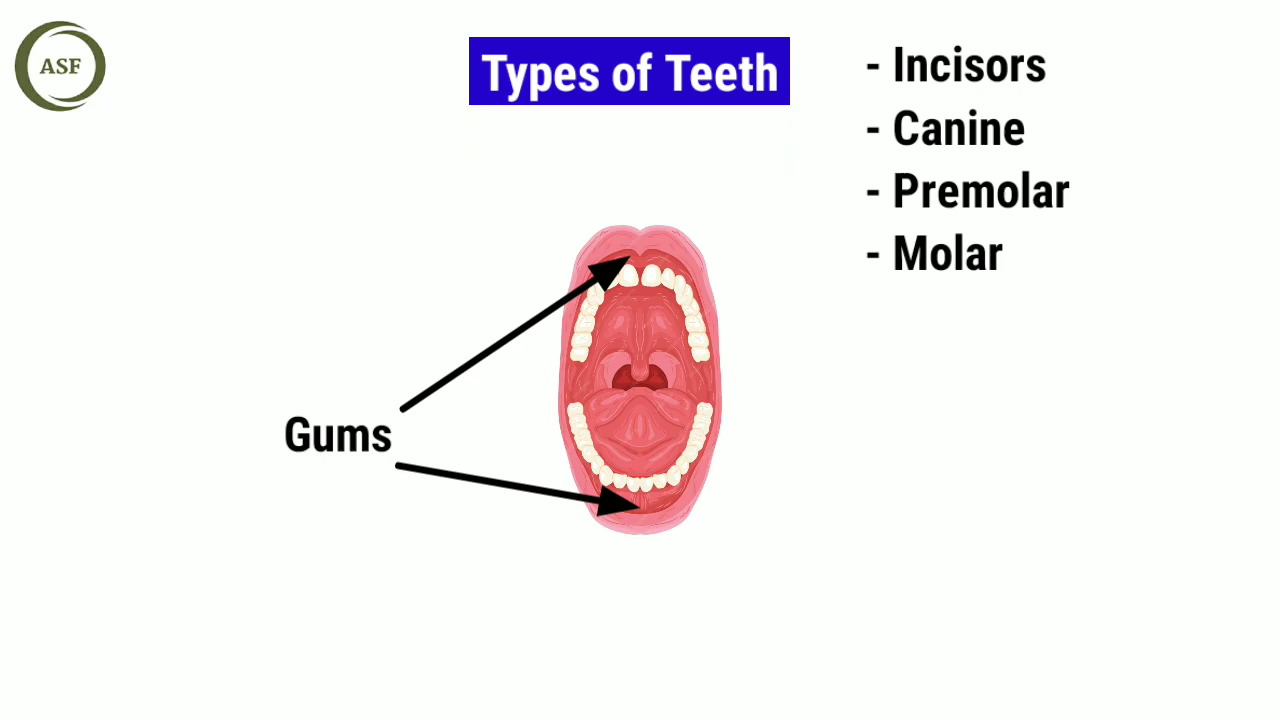 ASF
Types of Teeth
- Incisors
- Canine
- Premolar
- Molar
Gums